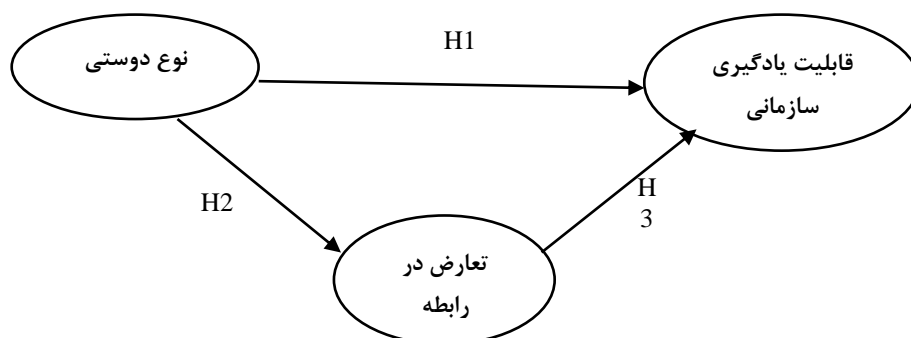 H1
نوع دوستی
قابلیت یادگیری
سازمانی
H2
H
3
تعارض در
رابطه